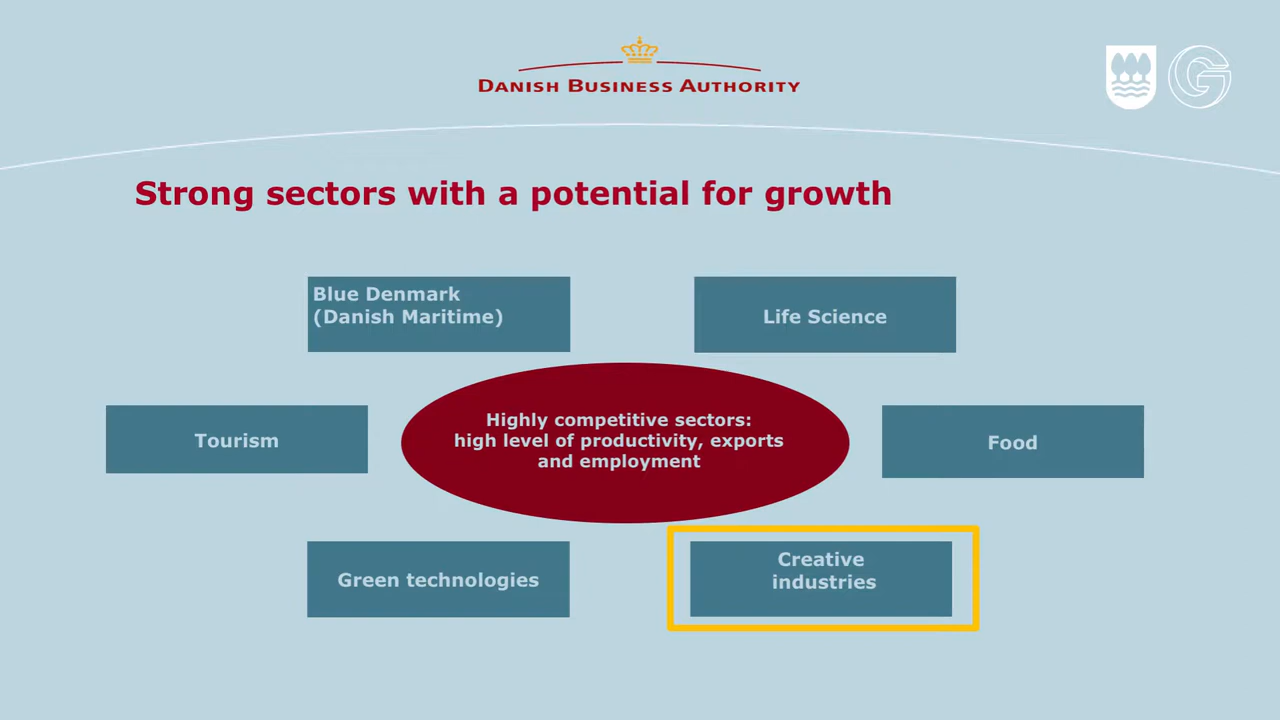 DANISH BUSINESS AUTHORITY
Strong sectors with a potential for growth
Blue Denmark
(Danish Maritime)
Life Science
Tourism
Highly competitive sectors:
high level of productivity, exports
and employment
Food
Green technologies
Creative
industries